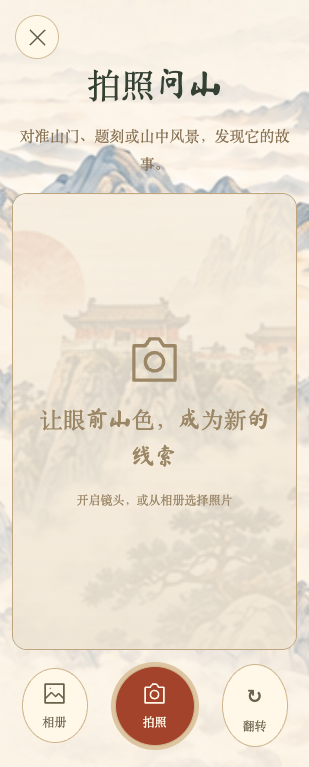 拍照问山
对准山门、题刻或山中风景，发现它的故
事。
让眼前山色，成为新的
线索
开启镜头，或从相册选择照片
相册
拍照
翻转